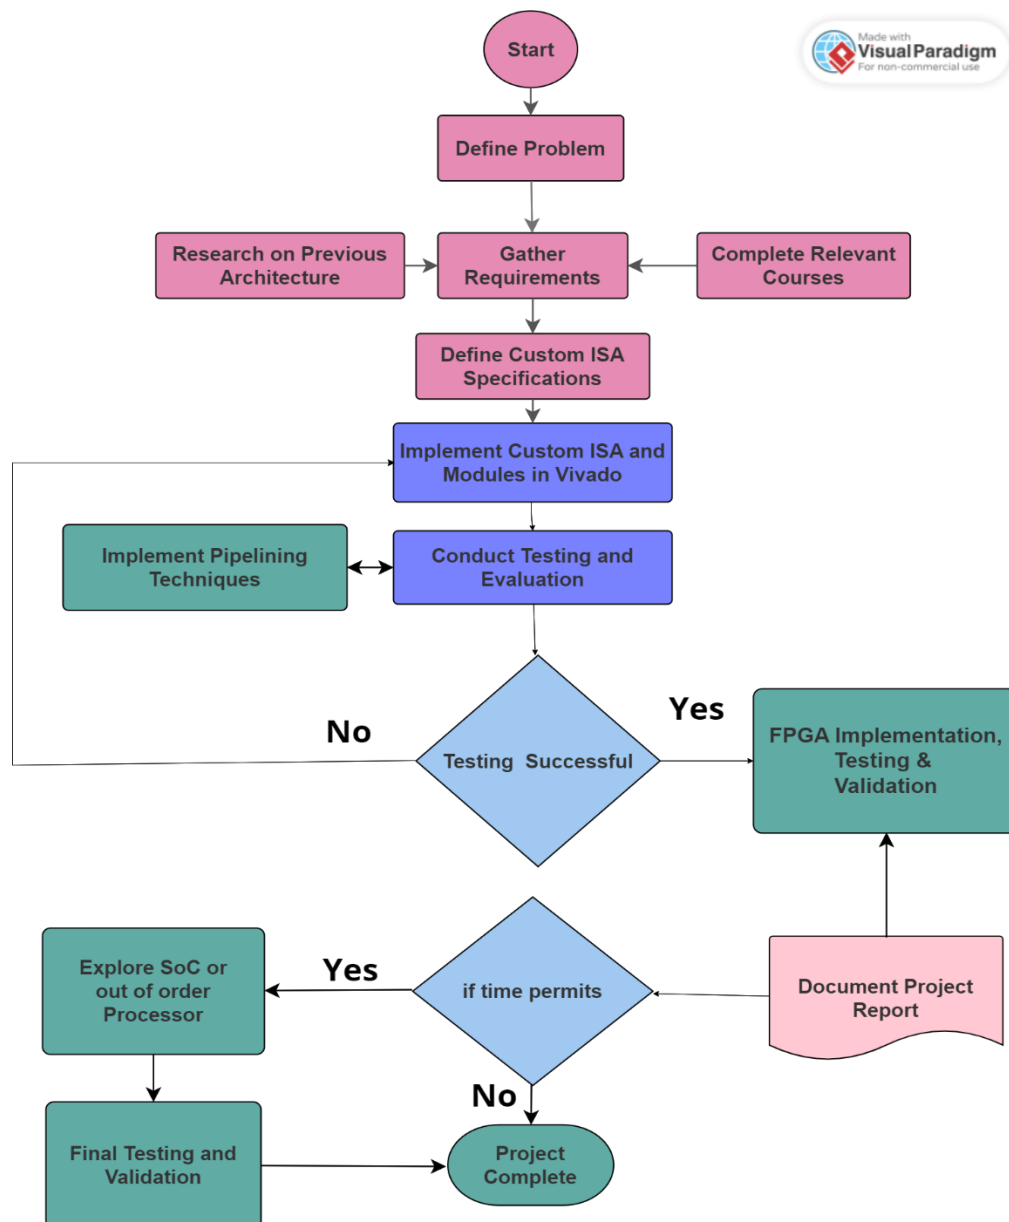 Start
Made with
Visual Paradigm
For non-commercial use
Define Problem
Research on Previous
Architecture
Gather
Requirements
Complete Relevant
Courses
Define Custom ISA
Specifications
Implement Custom ISA and
Modules in Vivado
Implement Pipelining
Techniques
Conduct Testing and
Evaluation
No
Testing Successful
Yes
FPGA Implementation,
Testing &
Validation
Explore SoC or
out of order
Processor
Yes
if time permits
Document Project
Report
No
Final Testing and
Validation
Project
Complete